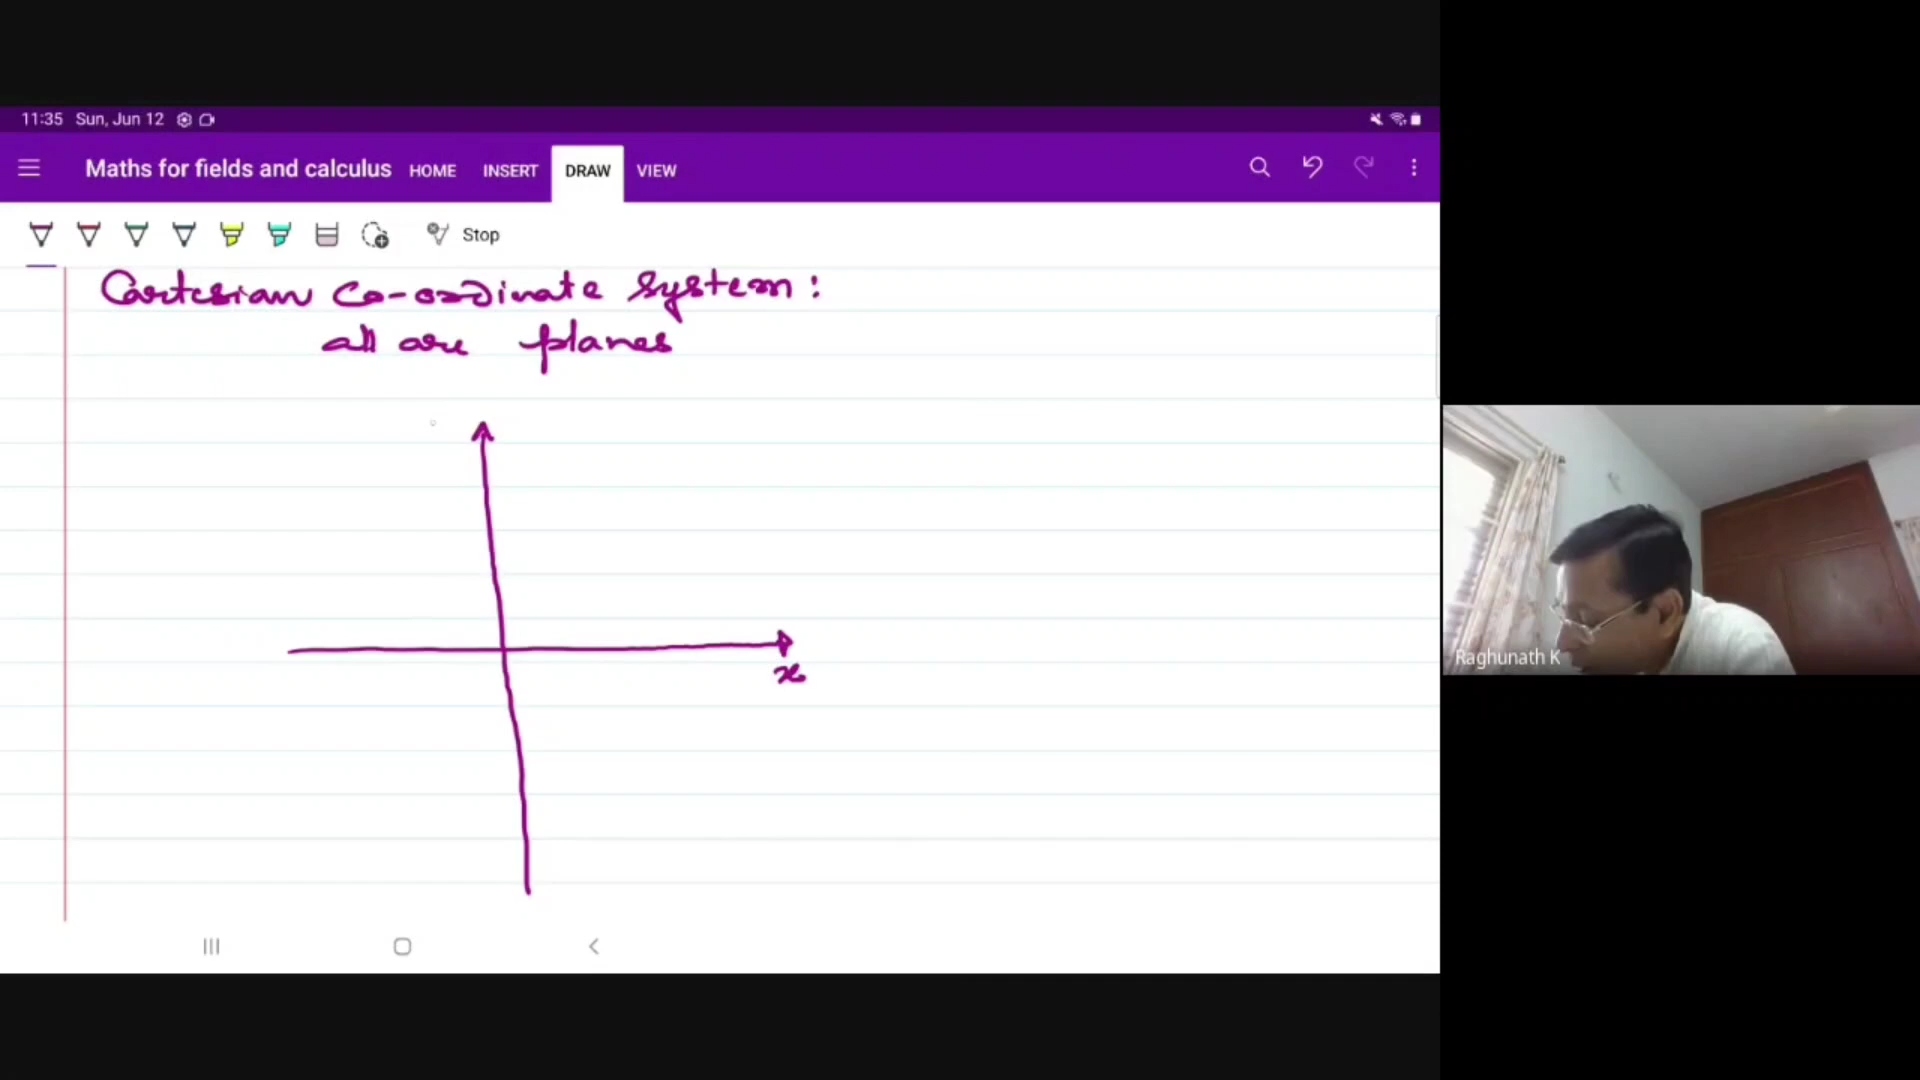 11:35 Sun, Jun 12
Maths for fields and calculus HOME INSERT DRAW VIEW
Stop
Cartesian Co-ordinate System:
all are planes
x
Raghunath K